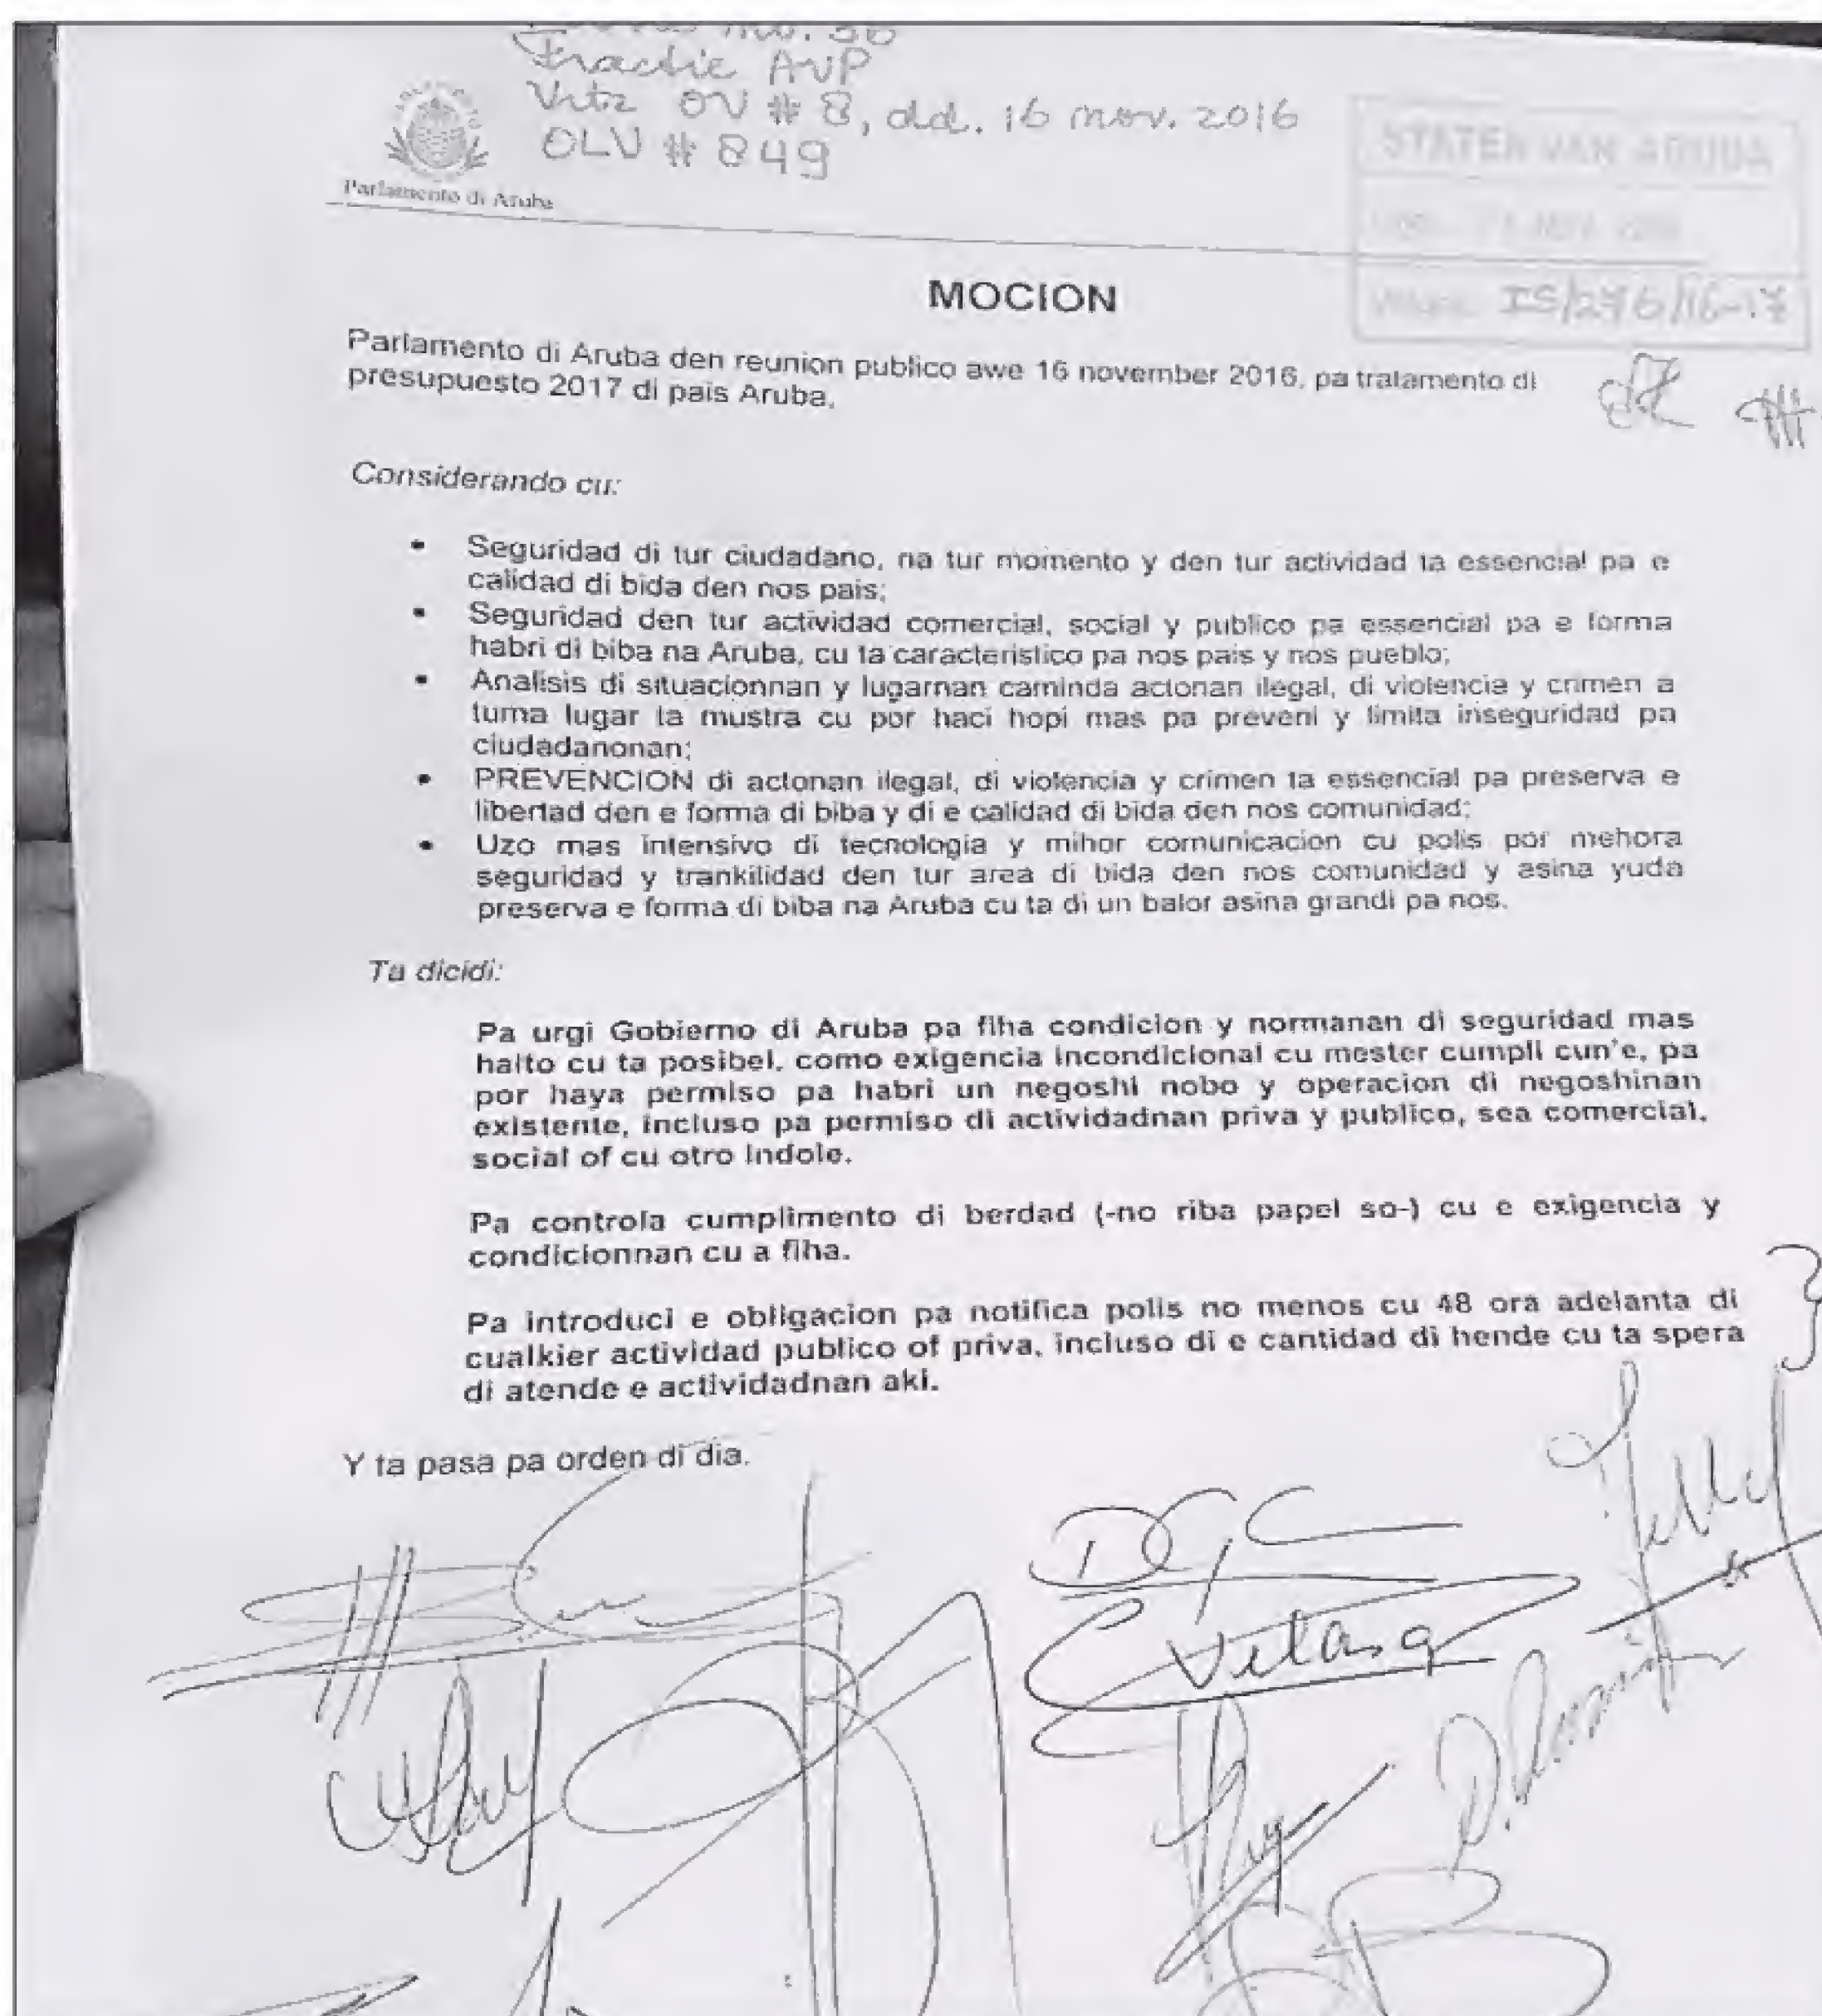 no. 36
Fractie AVP
OV # 8, dd. 16 nov. 2016
OLV # 849
Parlamento di Aruba
STATEN VAN ARUBA
IS/276/16-17
MOCION
Parlamento di Aruba den reunion publico awe 16 november 2016, pa tratamento di
presupuesto 2017 di pais Aruba,
Considerando cu:
• Seguridad di tur ciudadano, na tur momento y den tur actividad ta essencial pa e
calidad di bida den nos pais;
• Seguridad den tur actividad comercial, social y publico pa essencial pa e forma
habri di biba na Aruba, cu ta caracteristico pa nos pais y nos pueblo;
• Analisis di situacionnan y lugarnan caminda actonan ilegal, di violencia y crimen a
tuma lugar ta mustra cu por haci hopi mas pa preveni y limita inseguridad pa
ciudadanonan;
• PREVENCION di actonan ilegal, di violencia y crimen ta essencial pa preserva e
libertad den e forma di biba y di e calidad di bida den nos comunidad;
• Uzo mas intensivo di tecnologia y mihor comunicacion cu polis por mehora
seguridad y trankilidad den tur area di bida den nos comunidad y asina yuda
preserva e forma di biba na Aruba cu ta di un balor asina grandi pa nos.
Ta dicidi:
Pa urgi Gobierno di Aruba pa fiha condicion y normanan di seguridad mas
halto cu ta posibel, como exigencia incondicional cu mester cumpli cun'e, pa
por haya permiso pa habri un negoshi nobo y operacion di negoshinan
existente, incluso pa permiso di actividadnan priva y publico, sea comercial,
social of cu otro indole.
Pa controla cumplimento di berdad (-no riba papel so-) cu e exigencia y
condicionnan cu a fiha.
Pa introduci e obligacion pa notifica polis no menos cu 48 ora adelanta di
cualkier actividad publico of priva, incluso di e cantidad di hende cu ta spera
di atende e actividadnan aki.
Y ta pasa pa orden di dia.